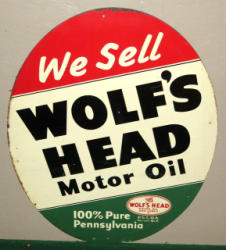 We Sell
WOLF'S
HEAD
Motor Oil
100% Pure
Pennsylvania
WOLF'S HEAD